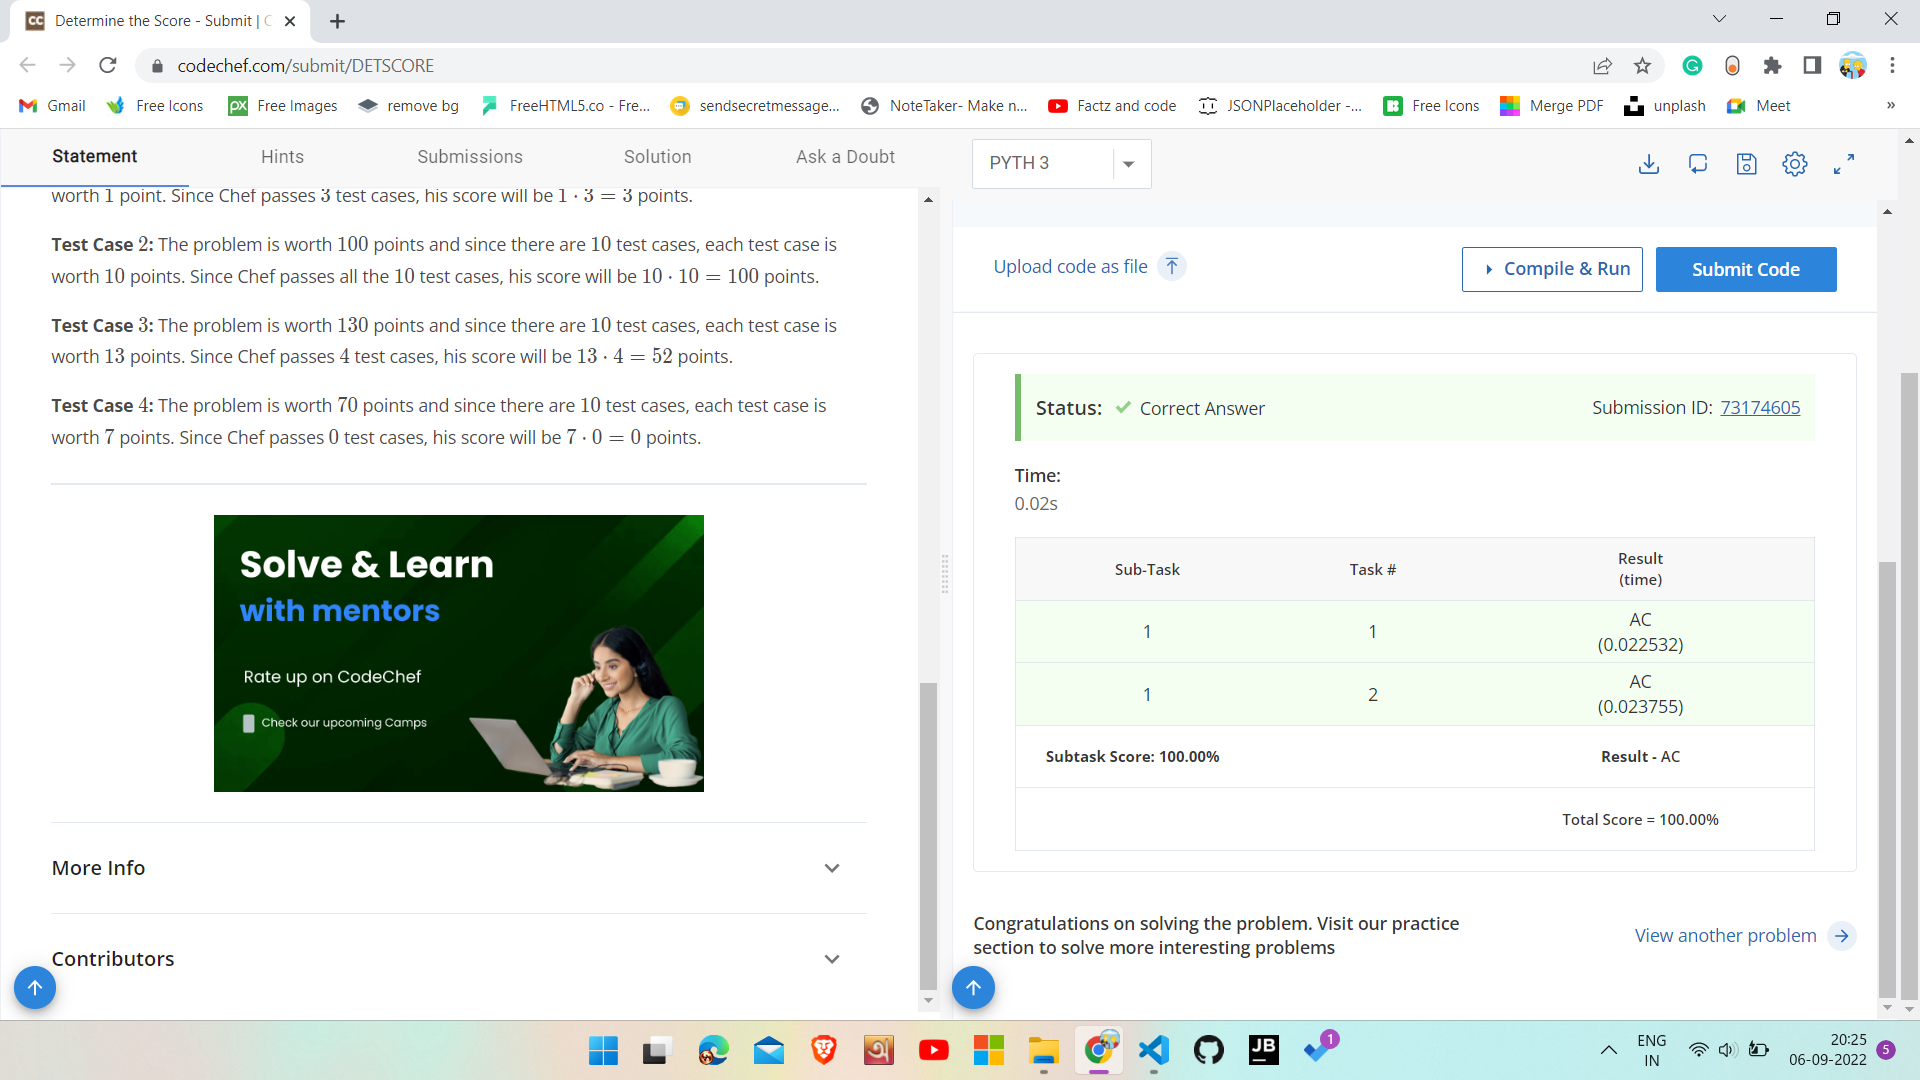 Determine the Score - Submit | C
codechef.com/submit/DETSCORE
Gmail Free Icons Free Images remove bg FreeHTML5.co - Fre... sendsecretmessage... NoteTaker- Make n... Factz and code JSONPlaceholder -... Free Icons Merge PDF unplash Meet »
Statement Hints Submissions Solution Ask a Doubt
PYTH 3
worth 1 point. Since Chef passes 3 test cases, his score will be 1 · 3 = 3 points.
Test Case 2: The problem is worth 100 points and since there are 10 test cases, each test case is
worth 10 points. Since Chef passes all the 10 test cases, his score will be 10 · 10 = 100 points.
Test Case 3: The problem is worth 130 points and since there are 10 test cases, each test case is
worth 13 points. Since Chef passes 4 test cases, his score will be 13 · 4 = 52 points.
Test Case 4: The problem is worth 70 points and since there are 10 test cases, each test case is
worth 7 points. Since Chef passes 0 test cases, his score will be 7 · 0 = 0 points.
Solve & Learn
with mentors
Rate up on CodeChef
Check our upcoming Camps
More Info
Contributors
Upload code as file
Compile & Run
Submit Code
Status: Correct Answer
Submission ID: 73174605
Time:
0.02s
Sub-Task Task # Result
(time)
1 1 AC
(0.022532)
1 2 AC
(0.023755)
Subtask Score: 100.00% Result - AC
Total Score = 100.00%
Congratulations on solving the problem. Visit our practice
section to solve more interesting problems
View another problem
JB
1
ENG
IN
20:25
06-09-2022
5